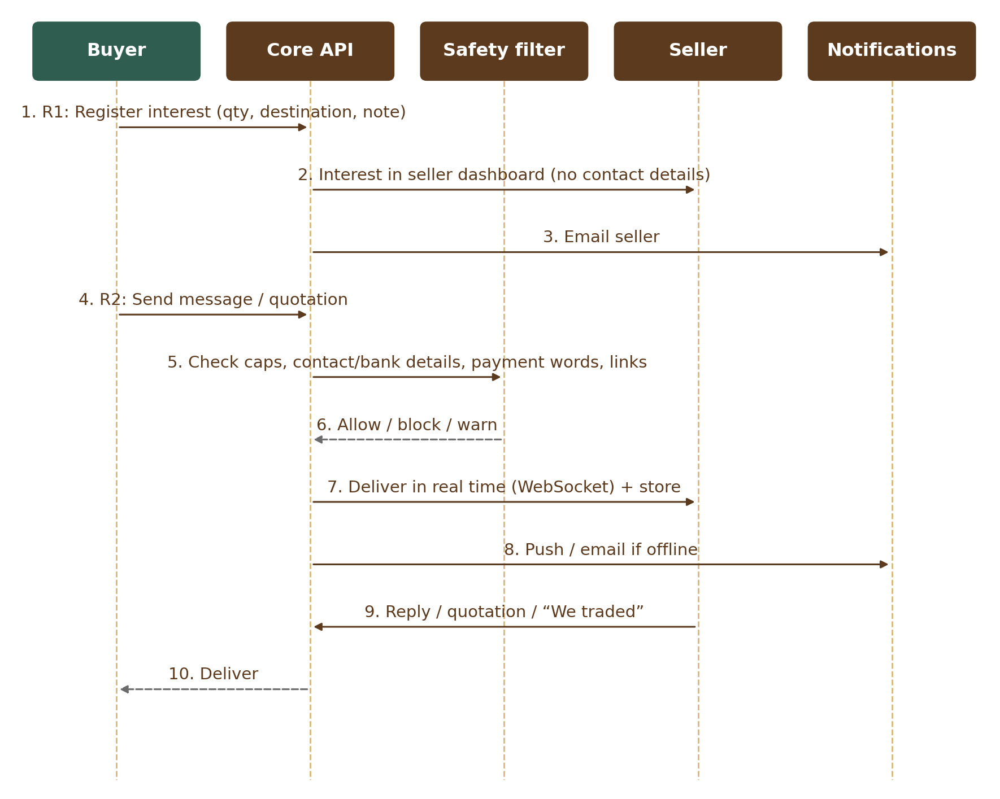 Buyer
Core API
Safety filter
Seller
Notifications
1. R1: Register interest (qty, destination, note)
2. Interest in seller dashboard (no contact details)
3. Email seller
4. R2: Send message / quotation
5. Check caps, contact/bank details, payment words, links
6. Allow / block / warn
7. Deliver in real time (WebSocket) + store
8. Push / email if offline
9. Reply / quotation / “We traded”
10. Deliver